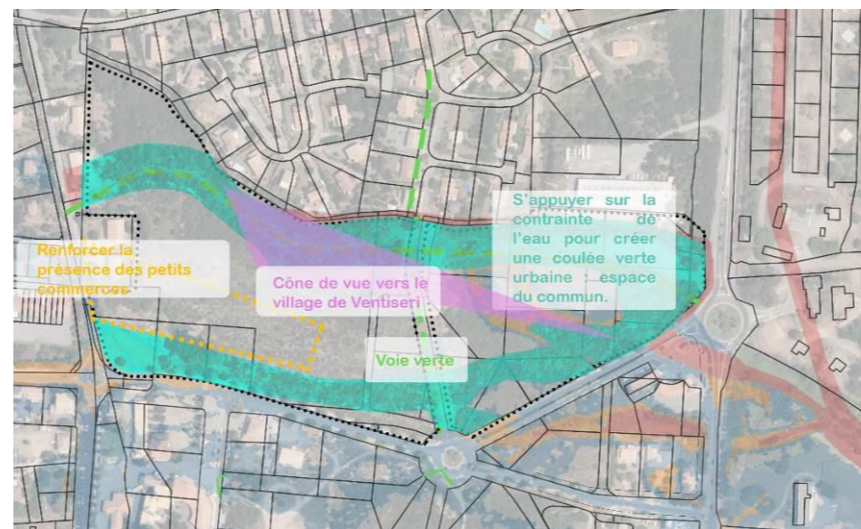 S'appuyer sur la
contrainte de
l'eau pour créer
une coulée verte
urbaine espace
du commun.
Renforcer la
présence des petits
commerces
Cône de vue vers le
village de Ventiseri
Voie verte